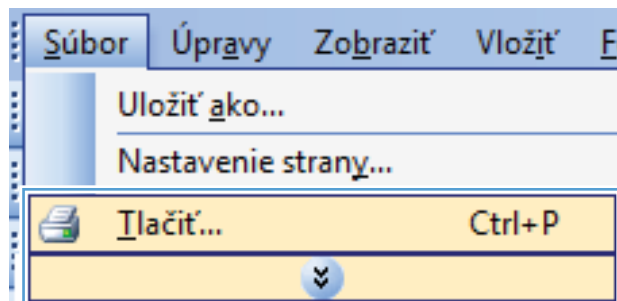 Súbor Úpravy Zobraziť Vložiť F
Uložiť ako...
Nastavenie strany...
Tlačiť... Ctrl+P